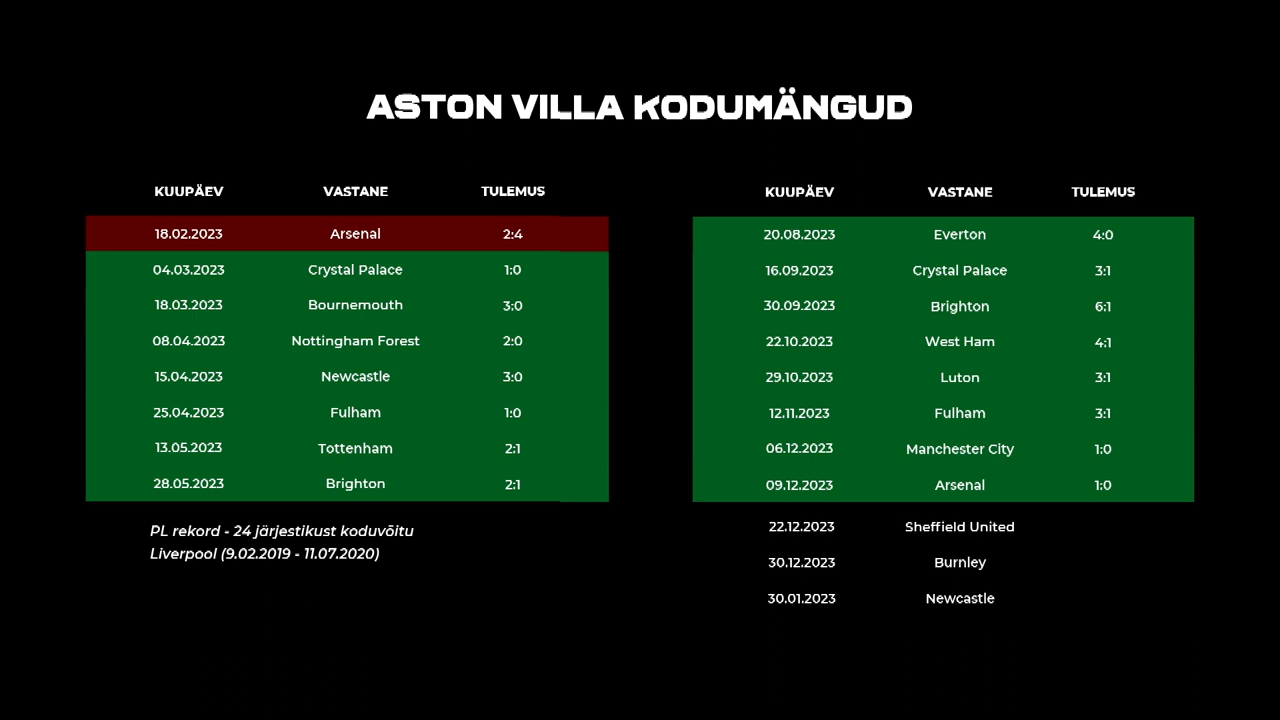 ASTON VILLA KODUMÄNGUD
KUUPÄEV VASTANE TULEMUS
18.02.2023 Arsenal 2:4
04.03.2023 Crystal Palace 1:0
18.03.2023 Bournemouth 3:0
08.04.2023 Nottingham Forest 2:0
15.04.2023 Newcastle 3:0
25.04.2023 Fulham 1:0
13.05.2023 Tottenham 2:1
28.05.2023 Brighton 2:1
PL rekord - 24 järjestikust koduvõitu
Liverpool (9.02.2019 - 11.07.2020)
KUUPÄEV VASTANE TULEMUS
20.08.2023 Everton 4:0
16.09.2023 Crystal Palace 3:1
30.09.2023 Brighton 6:1
22.10.2023 West Ham 4:1
29.10.2023 Luton 3:1
12.11.2023 Fulham 3:1
06.12.2023 Manchester City 1:0
09.12.2023 Arsenal 1:0
22.12.2023 Sheffield United
30.12.2023 Burnley
30.01.2023 Newcastle